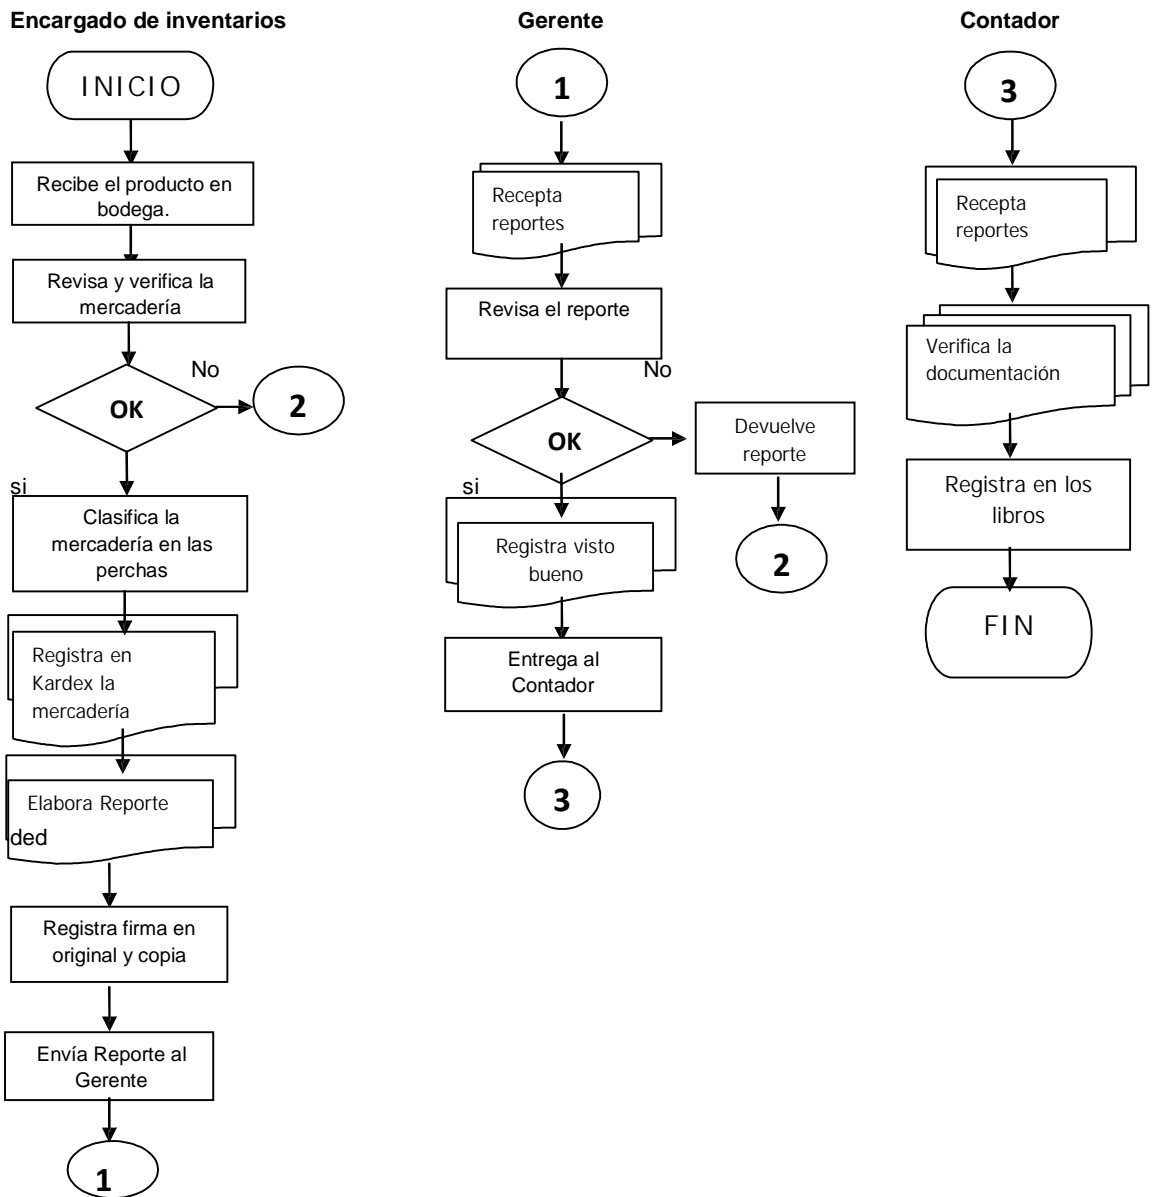 Encargado de inventarios
INICIO
Recibe el producto en
bodega.
Revisa y verifica la
mercadería
No
OK
2
si
Clasifica la
mercadería en las
perchas
Registra en
Kardex la
mercadería
Elabora Reporte
ded
Registra firma en
original y copia
Envía Reporte al
Gerente
1
Gerente
1
Recepta
reportes
Revisa el reporte
No
OK
Devuelve
reporte
2
si
Registra visto
bueno
Entrega al
Contador
3
Contador
3
Recepta
reportes
Verifica la
documentación
Registra en los
libros
FIN